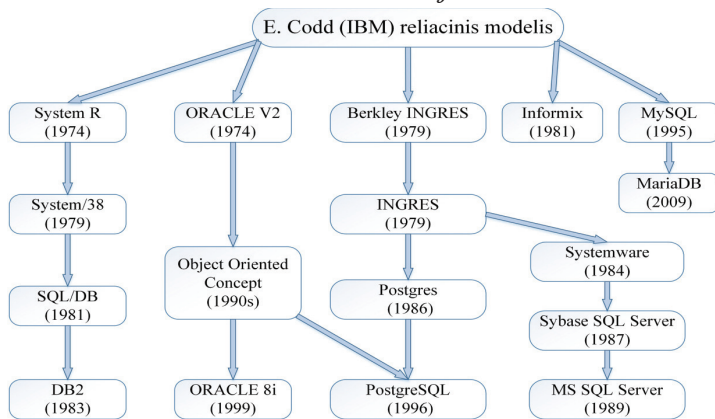 E. Codd (IBM) reliacinis modelis
System R
(1974)
ORACLE V2
(1974)
Berkley INGRES
(1979)
Informix
(1981)
MySQL
(1995)
MariaDB
(2009)
System/38
(1979)
INGRES
(1979)
Systemware
(1984)
Object Oriented
Concept
(1990s)
SQL/DB
(1981)
Postgres
(1986)
Sybase SQL Server
(1987)
DB2
(1983)
ORACLE 8i
(1999)
PostgreSQL
(1996)
MS SQL Server
(1989)